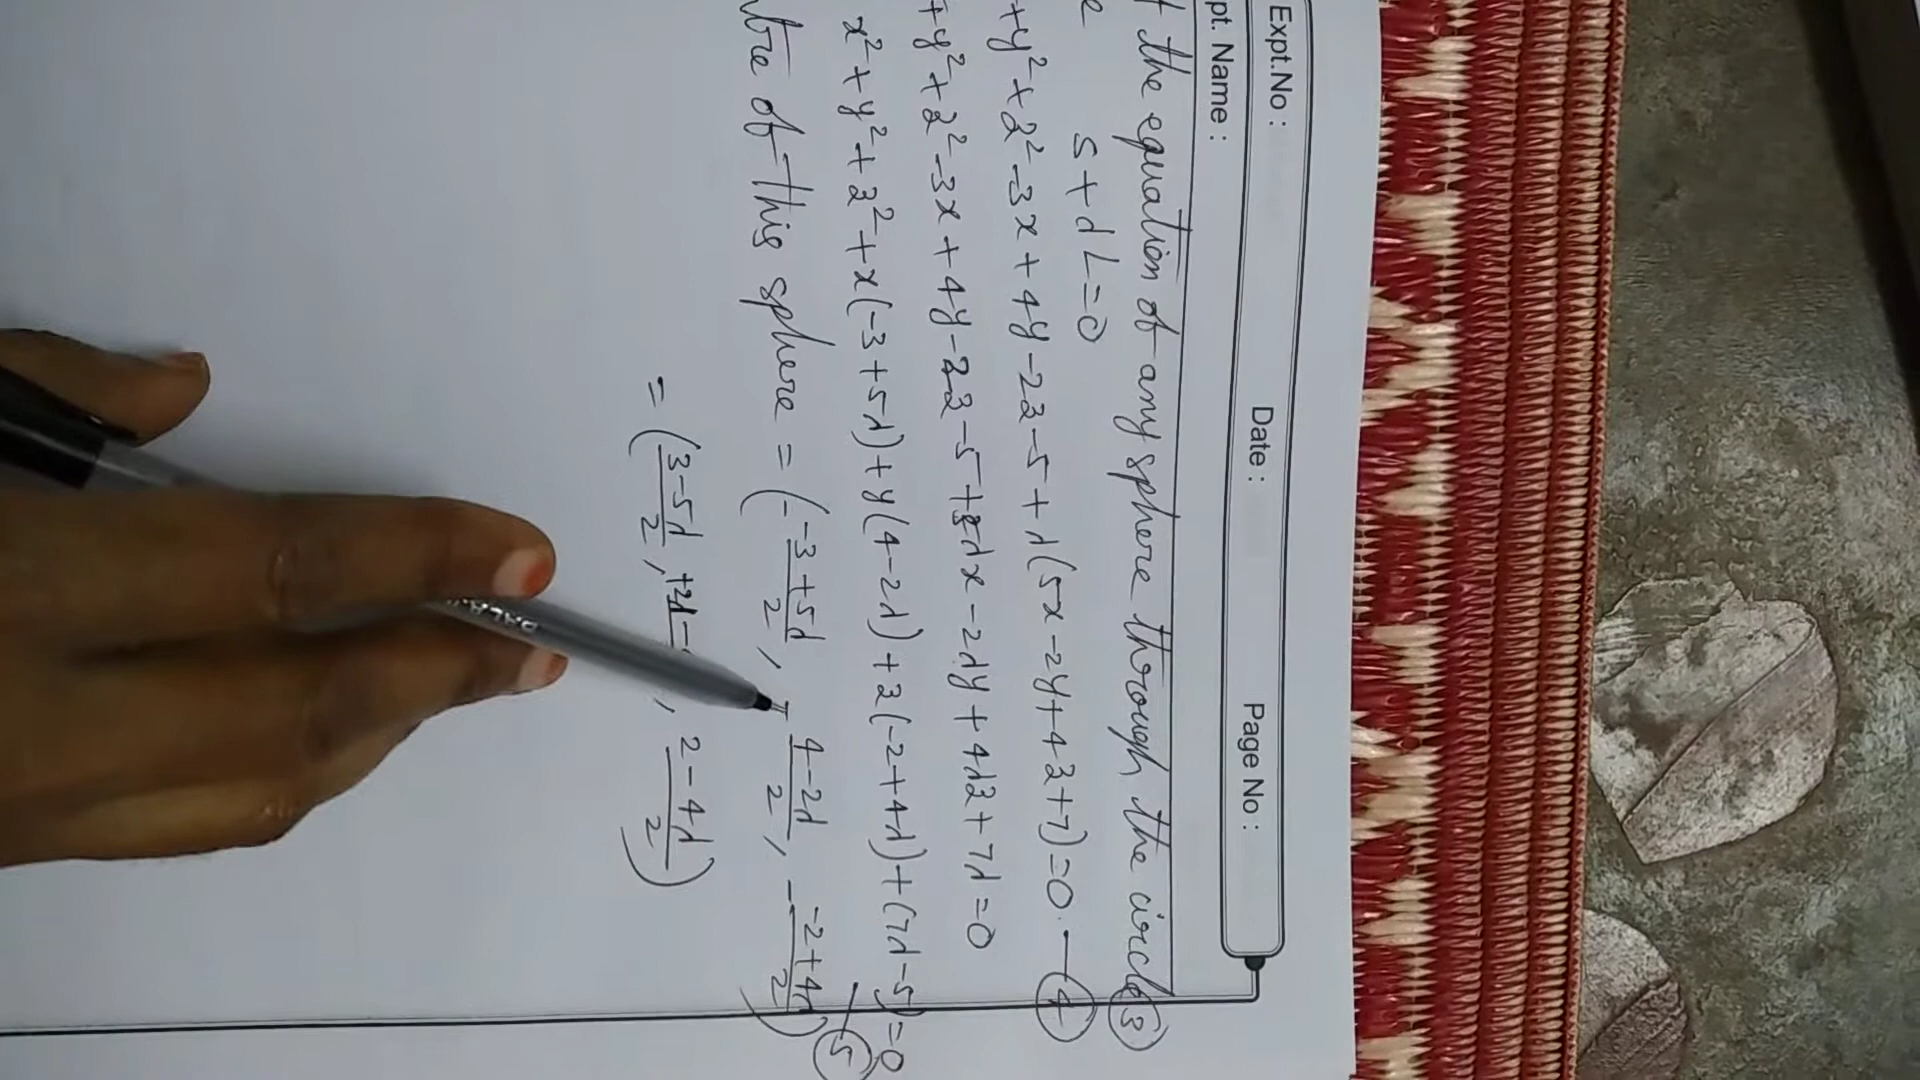 Expt.No : Date : Page No :
pt. Name :
the equation of any sphere through the circle (3)
S + λL = 0
+y² + z² - 3x + 4y - 2z - 5 + λ(5x - 2y + 4z + 7) = 0 - (4)
+y² + z² - 3x + 4y - 2z - 5 + 5λx - 2λy + 4λz + 7λ = 0
x² + y² + z² + x(-3 + 5λ) + y(4 - 2λ) + z(-2 + 4λ) + (7λ - 5) = 0 (5)
of this sphere = (- (-3 + 5λ)/2, - (4 - 2λ)/2, - (-2 + 4λ)/2)
= ((3 - 5λ)/2, +2λ - , (2 - 4λ)/2)